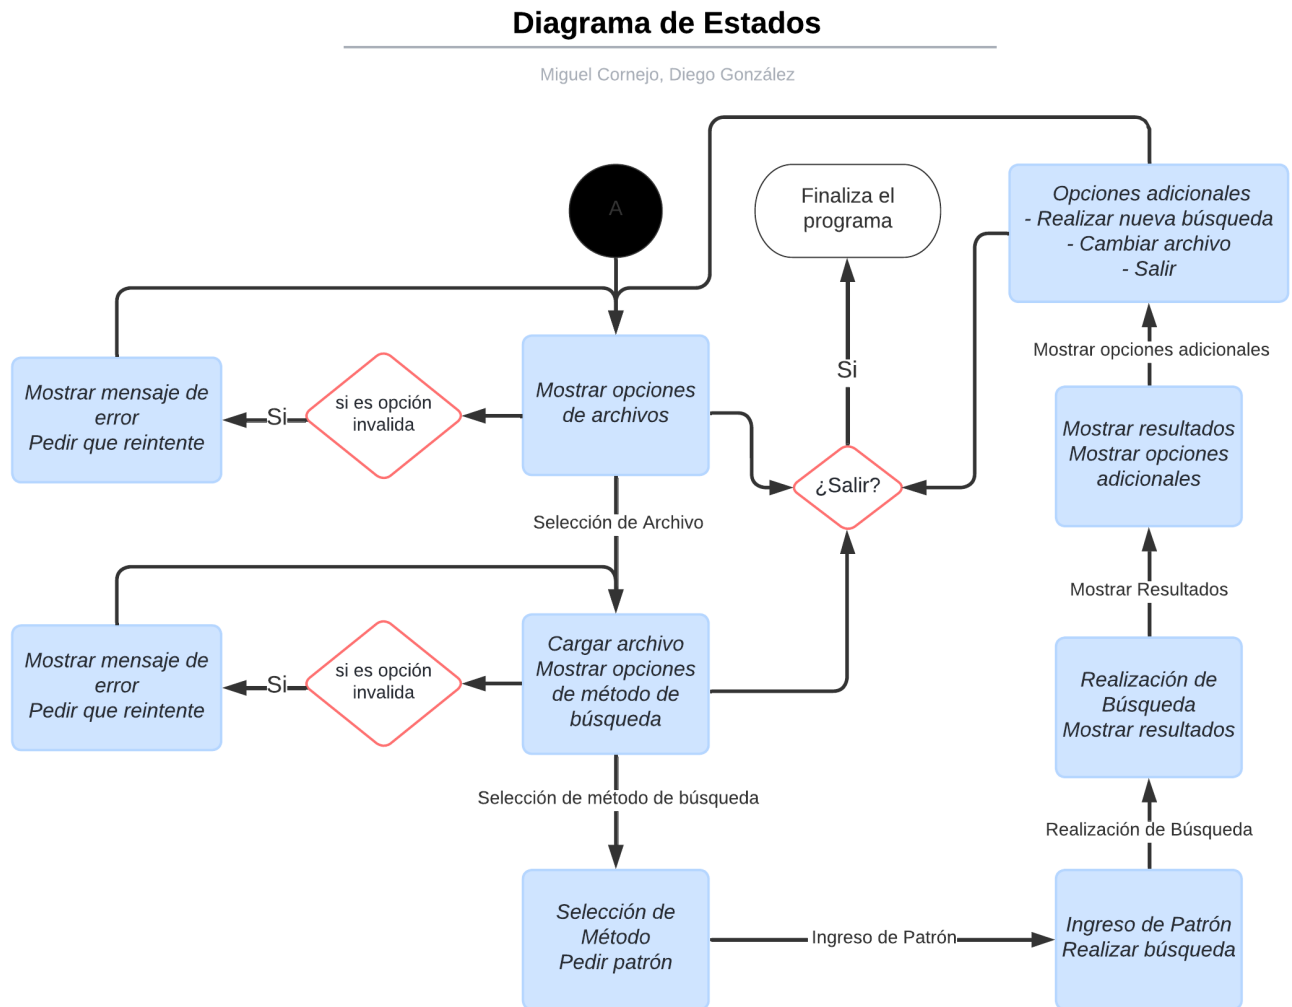 Diagrama de Estados
Miguel Cornejo, Diego González
A
Finaliza el
programa
Opciones adicionales
- Realizar nueva búsqueda
- Cambiar archivo
- Salir
Mostrar opciones adicionales
Si
Mostrar mensaje de
error
Pedir que reintente
Si
si es opción
invalida
Mostrar opciones
de archivos
¿Salir?
Mostrar resultados
Mostrar opciones
adicionales
Selección de Archivo
Mostrar Resultados
Mostrar mensaje de
error
Pedir que reintente
Si
si es opción
invalida
Cargar archivo
Mostrar opciones
de método de
búsqueda
Realización de
Búsqueda
Mostrar resultados
Selección de método de búsqueda
Realización de Búsqueda
Selección de
Método
Pedir patrón
Ingreso de Patrón
Ingreso de Patrón
Realizar búsqueda